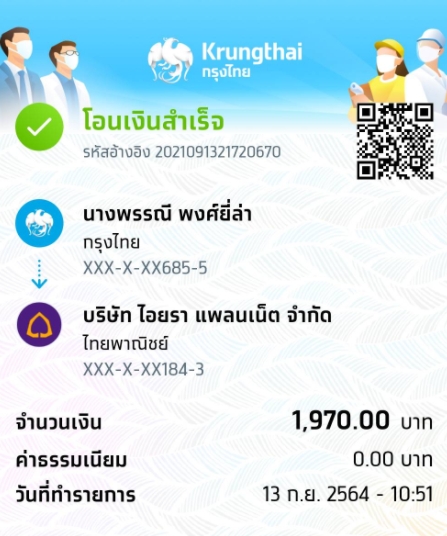 Krungthai
กรุงไทย
โอนเงินสำเร็จ
รหัสอ้างอิง 2021091321720670
นางพรรณี พงศ์ยี่ล่า
กรุงไทย
XXX-X-XX685-5
บริษัท ไอยรา แพลนเน็ต จำกัด
ไทยพาณิชย์
XXX-X-XX184-3
จำนวนเงิน 1,970.00 บาท
ค่าธรรมเนียม 0.00 บาท
วันที่ทำรายการ 13 ก.ย. 2564 - 10:51